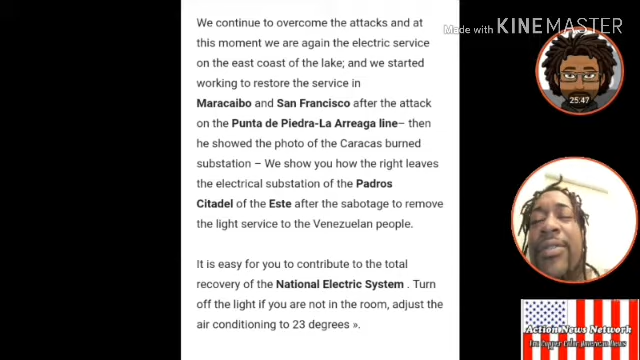 We continue to overcome the attacks and at
this moment we are again the electric service
on the east coast of the lake; and we started
working to restore the service in
Maracaibo and San Francisco after the attack
on the Punta de Piedra-La Arreaga line– then
he showed the photo of the Caracas burned
substation – We show you how the right leaves
the electrical substation of the Padros
Citadel of the Este after the sabotage to remove
the light service to the Venezuelan people.
It is easy for you to contribute to the total
recovery of the National Electric System . Turn
off the light if you are not in the room, adjust the
air conditioning to 23 degrees ».
Made with KINEMASTER
25:47
Action News Network